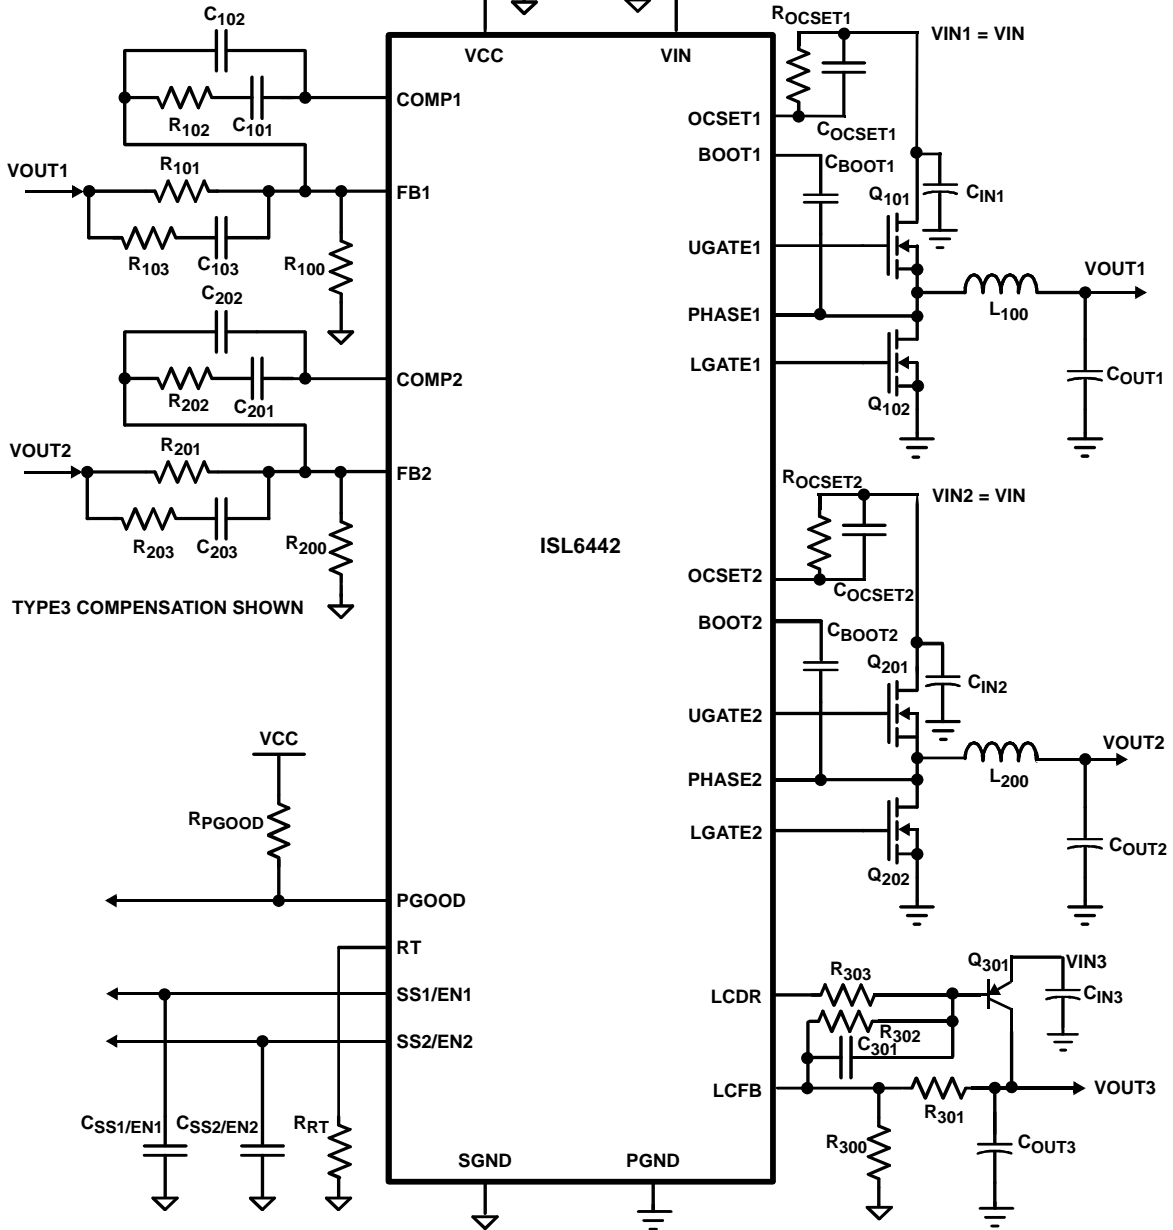 C102
R102
C101
VOUT1
R101
R103
C103
R100
C202
R202
C201
VOUT2
R201
R203
C203
R200
TYPE3 COMPENSATION SHOWN
VCC
RPGOOD
CSS1/EN1
CSS2/EN2
RRT
VCC
VIN
COMP1
FB1
COMP2
FB2
ISL6442
PGOOD
RT
SS1/EN1
SS2/EN2
SGND
PGND
OCSET1
BOOT1
UGATE1
PHASE1
LGATE1
OCSET2
BOOT2
UGATE2
PHASE2
LGATE2
LCDR
LCFB
ROCSET1
VIN1 = VIN
COCSET1
CBOOT1
Q101
CIN1
VOUT1
L100
COUT1
Q102
ROCSET2
VIN2 = VIN
COCSET2
CBOOT2
Q201
CIN2
VOUT2
L200
COUT2
Q202
R303
Q301
VIN3
CIN3
R302
C301
R301
VOUT3
R300
COUT3